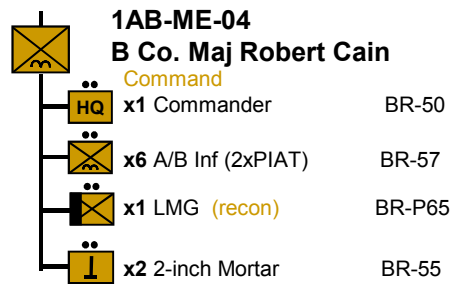 1AB-ME-04
B Co. Maj Robert Cain
Command
HQ x1 Commander BR-50
x6 A/B Inf (2xPIAT) BR-57
x1 LMG (recon) BR-P65
x2 2-inch Mortar BR-55